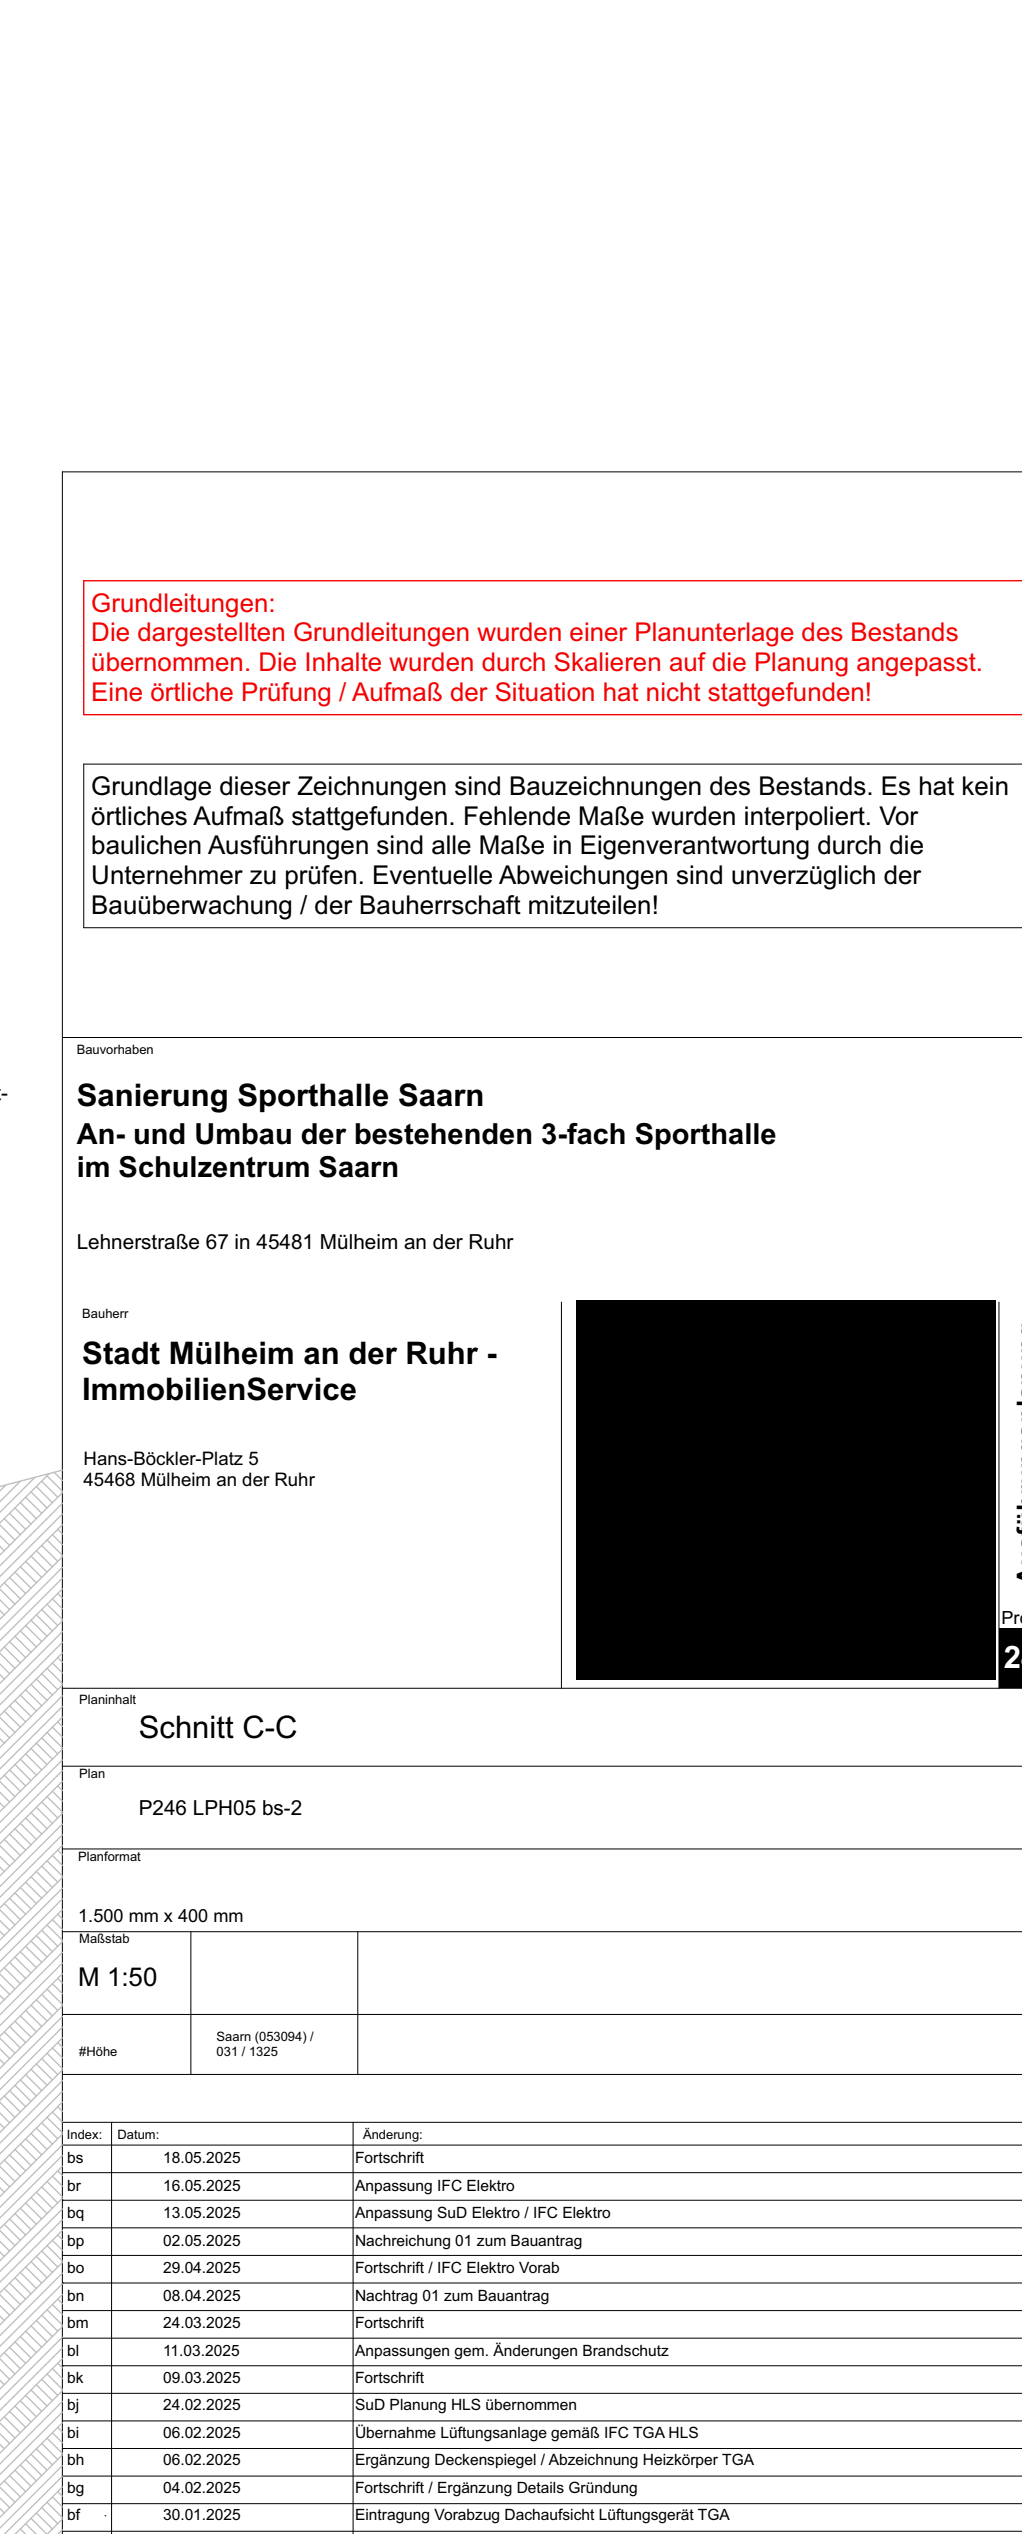 Grundleitungen:
Die dargestellten Grundleitungen wurden einer Planunterlage des Bestands
übernommen. Die Inhalte wurden durch Skalieren auf die Planung angepasst.
Eine örtliche Prüfung / Aufmaß der Situation hat nicht stattgefunden!
Grundlage dieser Zeichnungen sind Bauzeichnungen des Bestands. Es hat kein
örtliches Aufmaß stattgefunden. Fehlende Maße wurden interpoliert. Vor
baulichen Ausführungen sind alle Maße in Eigenverantwortung durch die
Unternehmer zu prüfen. Eventuelle Abweichungen sind unverzüglich der
Bauüberwachung / der Bauherrschaft mitzuteilen!
Bauvorhaben
Sanierung Sporthalle Saarn
An- und Umbau der bestehenden 3-fach Sporthalle
im Schulzentrum Saarn
Lehnerstraße 67 in 45481 Mülheim an der Ruhr
Bauherr
Stadt Mülheim an der Ruhr -
ImmobilienService
Hans-Böckler-Platz 5
45468 Mülheim an der Ruhr
Planinhalt
Schnitt C-C
Plan
P246 LPH05 bs-2
Planformat
1.500 mm x 400 mm
Maßstab
M 1:50
#Höhe
Saarn (053094) /
031 / 1325
Index: Datum: Änderung:
bs 18.05.2025 Fortschrift
br 16.05.2025 Anpassung IFC Elektro
bq 13.05.2025 Anpassung SuD Elektro / IFC Elektro
bp 02.05.2025 Nachreichung 01 zum Bauantrag
bo 29.04.2025 Fortschrift / IFC Elektro Vorab
bn 08.04.2025 Nachtrag 01 zum Bauantrag
bm 24.03.2025 Fortschrift
bl 11.03.2025 Anpassungen gem. Änderungen Brandschutz
bk 09.03.2025 Fortschrift
bj 24.02.2025 SuD Planung HLS übernommen
bi 06.02.2025 Übernahme Lüftungsanlage gemäß IFC TGA HLS
bh 06.02.2025 Ergänzung Deckenspiegel / Abzeichnung Heizkörper TGA
bg 04.02.2025 Fortschrift / Ergänzung Details Gründung
bf 30.01.2025 Eintragung Vorabzug Dachaufsicht Lüftungsgerät TGA